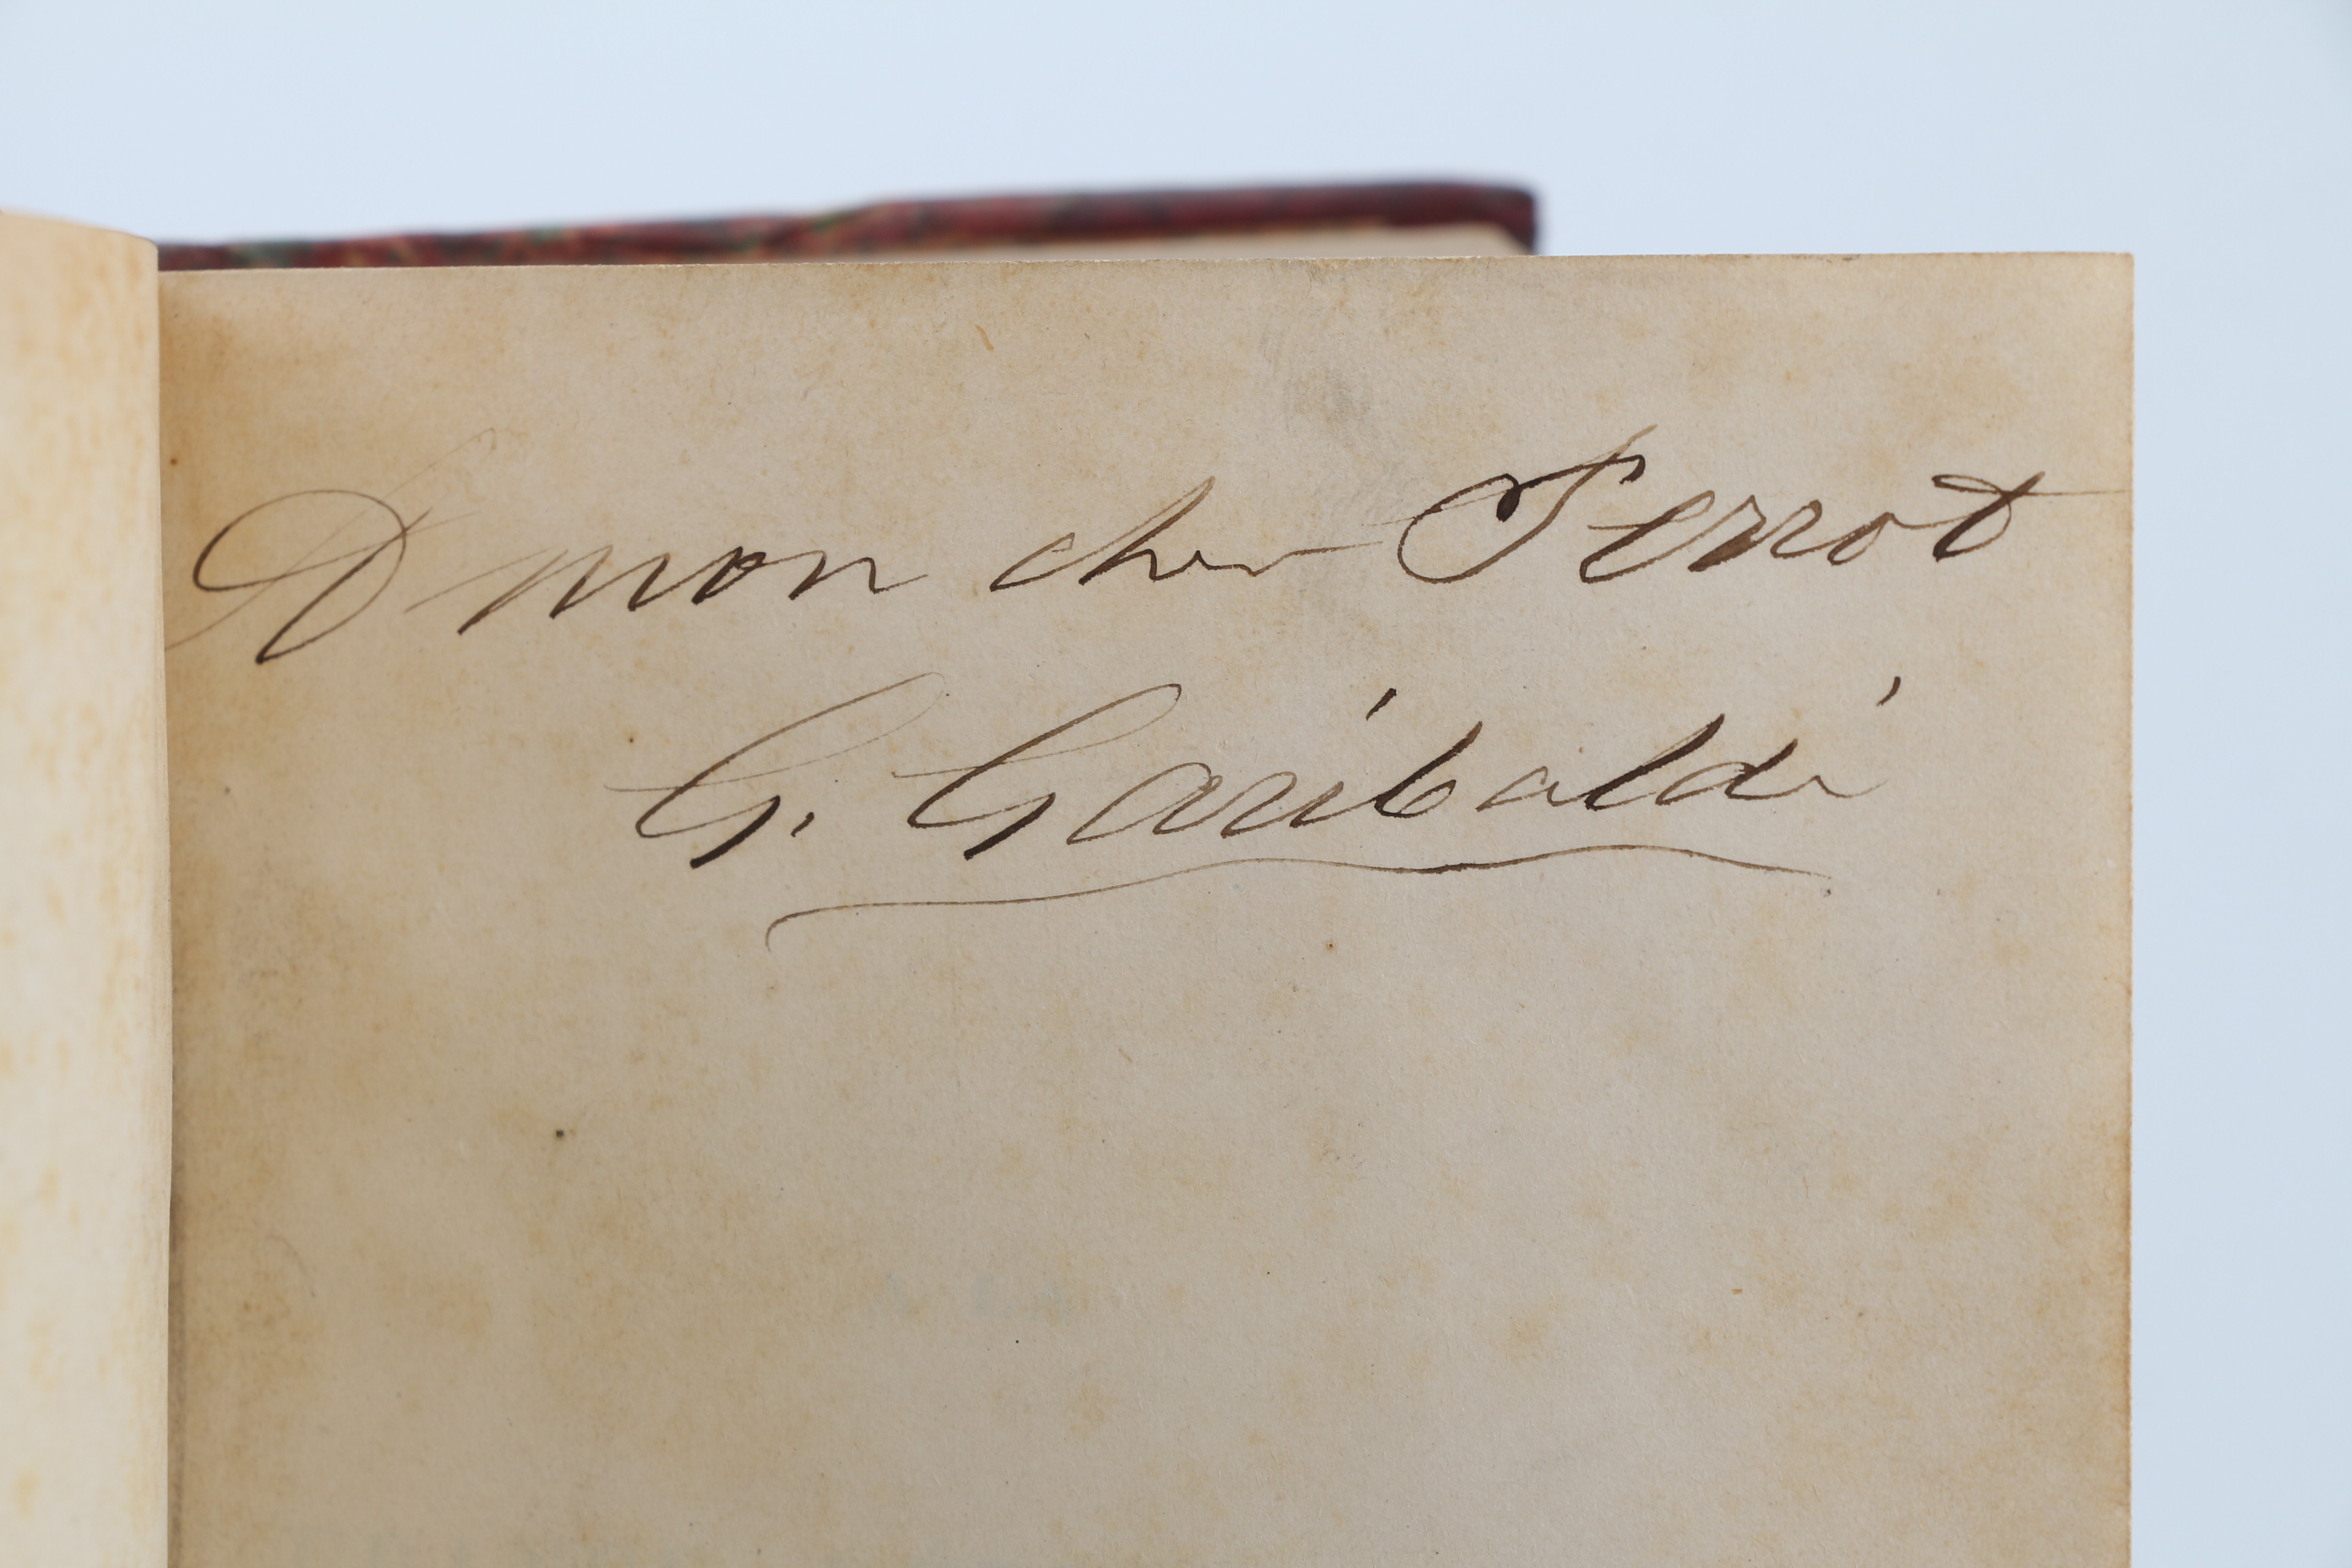 A mon cher Perrot
G. Garibaldi